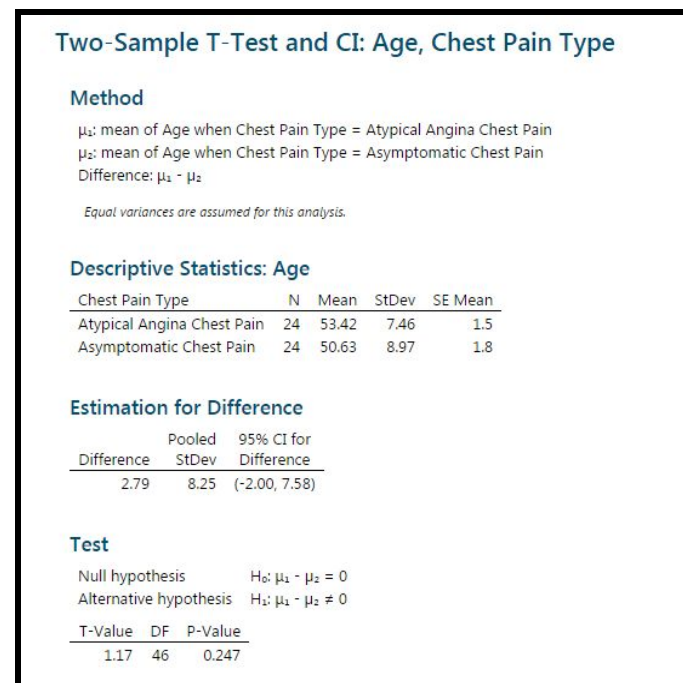 Two-Sample T-Test and CI: Age, Chest Pain Type
Method
μ₁: mean of Age when Chest Pain Type = Atypical Angina Chest Pain
μ₂: mean of Age when Chest Pain Type = Asymptomatic Chest Pain
Difference: μ₁ - μ₂
Equal variances are assumed for this analysis.
Descriptive Statistics: Age
Chest Pain Type N Mean StDev SE Mean
Atypical Angina Chest Pain 24 53.42 7.46 1.5
Asymptomatic Chest Pain 24 50.63 8.97 1.8
Estimation for Difference
Pooled 95% CI for
Difference StDev Difference
2.79 8.25 (-2.00, 7.58)
Test
Null hypothesis H₀: μ₁ - μ₂ = 0
Alternative hypothesis H₁: μ₁ - μ₂ ≠ 0
T-Value DF P-Value
1.17 46 0.247